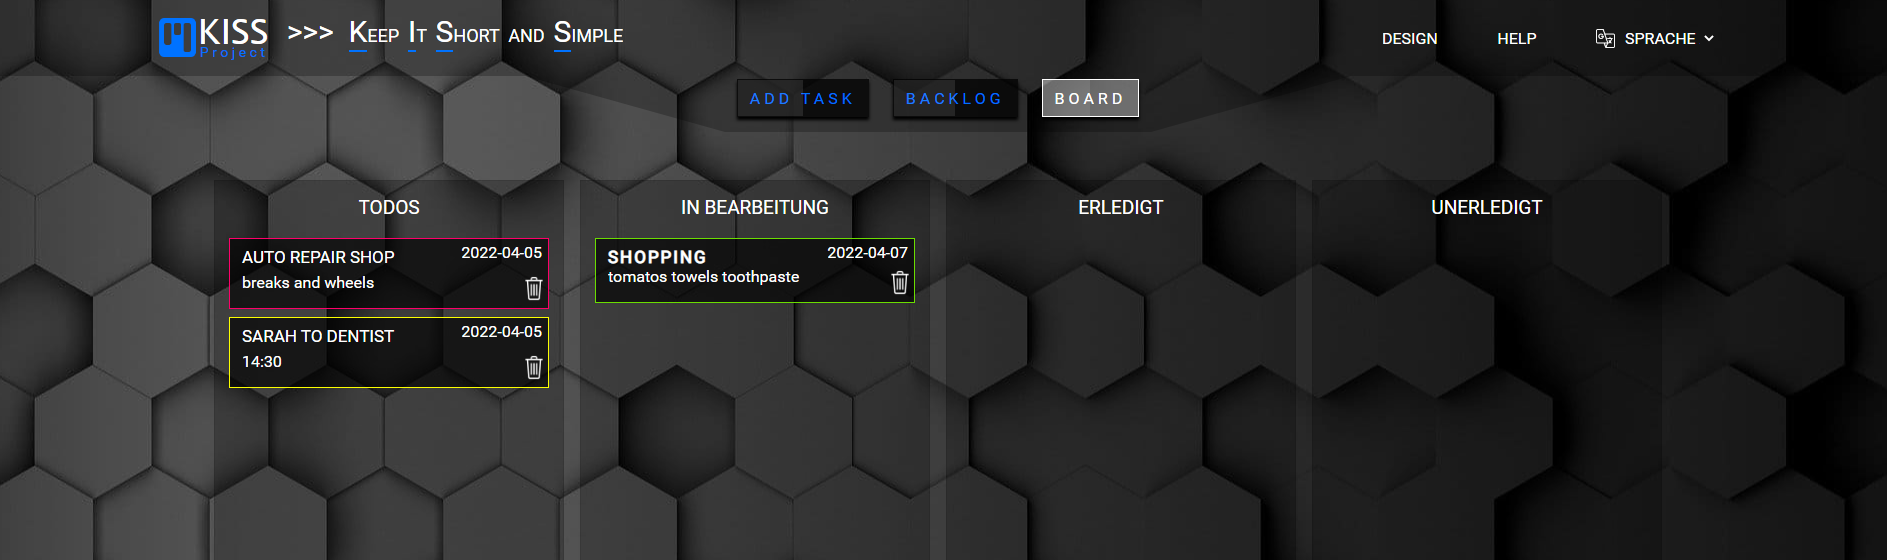 KISS
Project
>>> Keep It Short and Simple
DESIGN
HELP
SPRACHE
ADD TASK
BACKLOG
BOARD
TODOS
AUTO REPAIR SHOP
2022-04-05
breaks and wheels
SARAH TO DENTIST
2022-04-05
14:30
IN BEARBEITUNG
SHOPPING
2022-04-07
tomatos towels toothpaste
ERLEDIGT
UNERLEDIGT